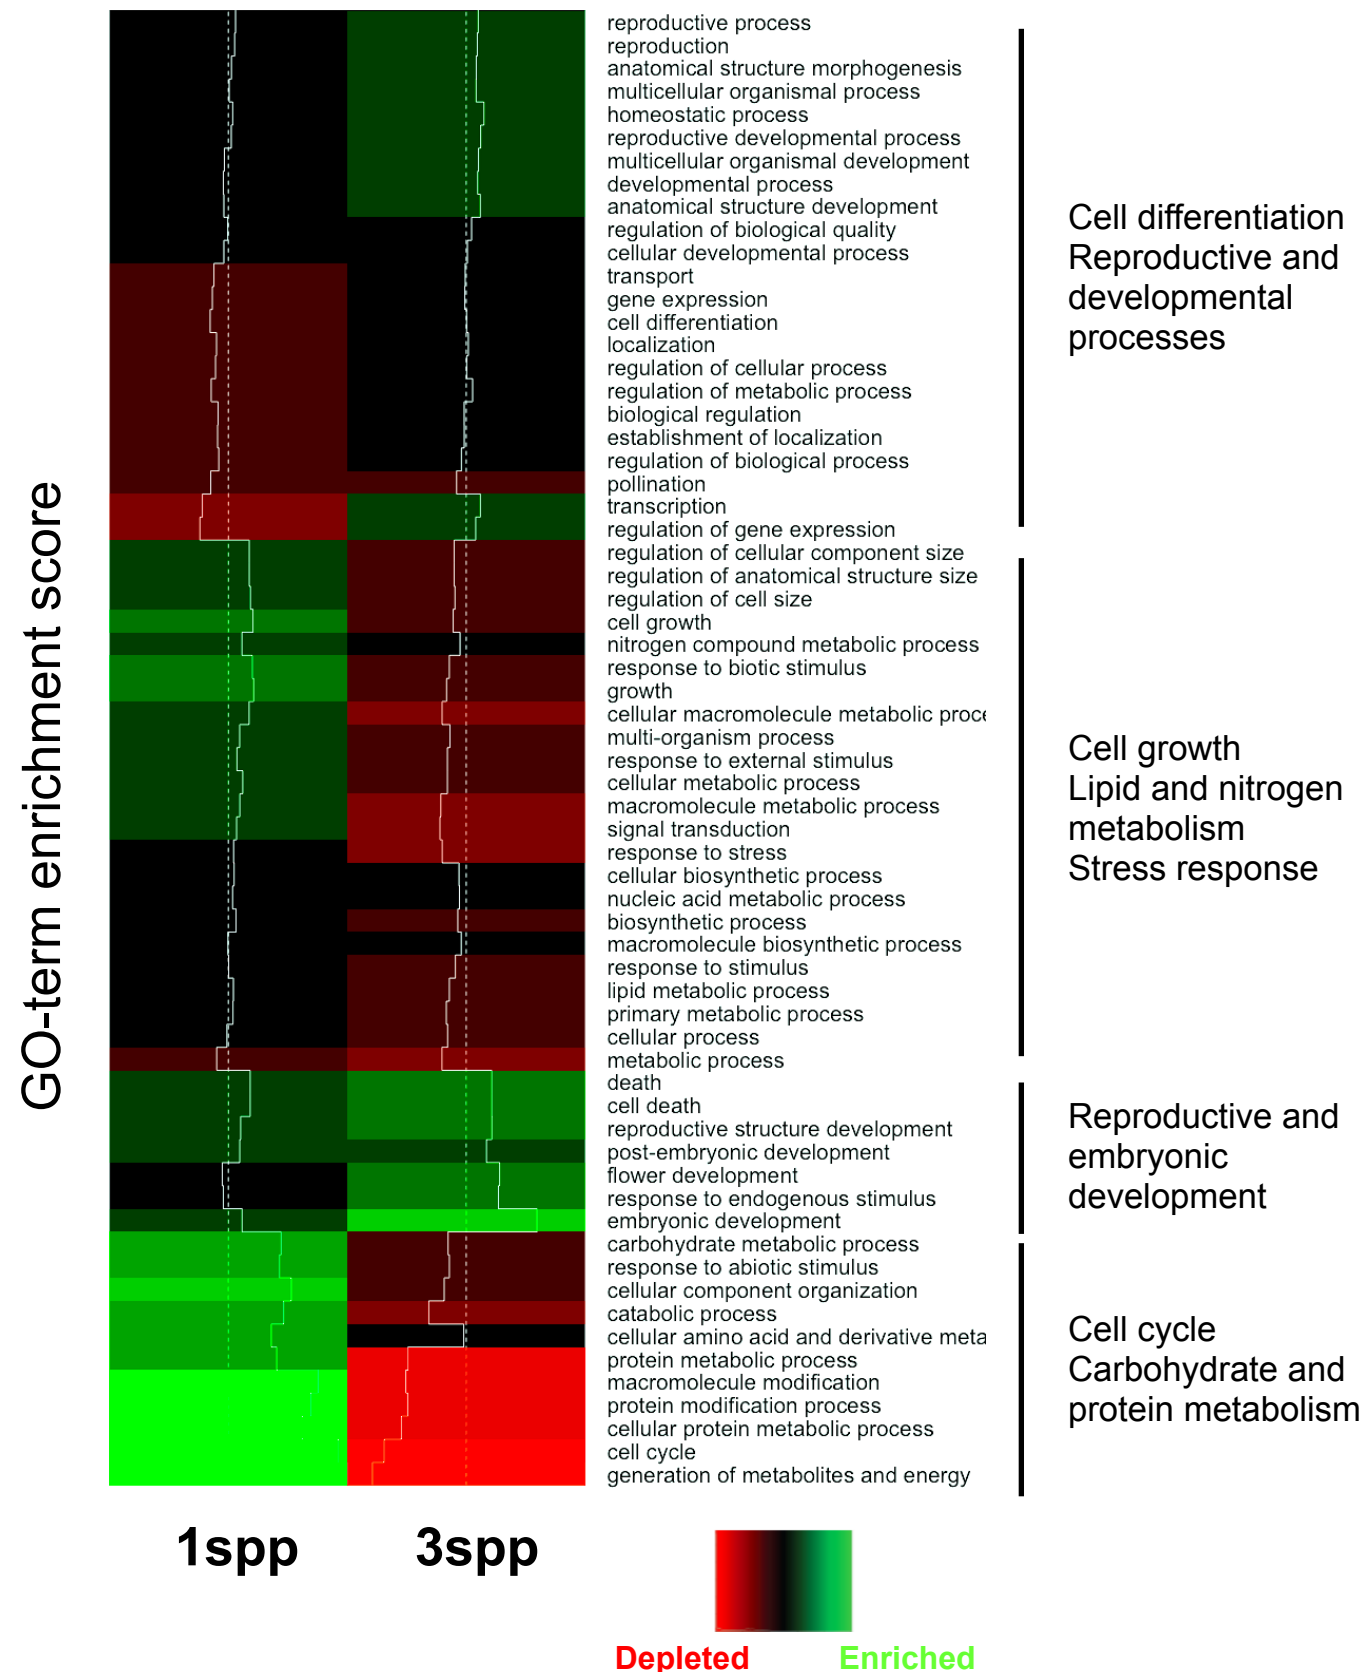 GO-term enrichment score
reproductive process
reproduction
anatomical structure morphogenesis
multicellular organismal process
homeostatic process
reproductive developmental process
multicellular organismal development
developmental process
anatomical structure development
regulation of biological quality
cellular developmental process
transport
gene expression
cell differentiation
localization
regulation of cellular process
regulation of metabolic process
biological regulation
establishment of localization
regulation of biological process
pollination
transcription
regulation of gene expression
regulation of cellular component size
regulation of anatomical structure size
regulation of cell size
cell growth
nitrogen compound metabolic process
response to biotic stimulus
growth
cellular macromolecule metabolic proce
multi-organism process
response to external stimulus
cellular metabolic process
macromolecule metabolic process
signal transduction
response to stress
cellular biosynthetic process
nucleic acid metabolic process
biosynthetic process
macromolecule biosynthetic process
response to stimulus
lipid metabolic process
primary metabolic process
cellular process
metabolic process
death
cell death
reproductive structure development
post-embryonic development
flower development
response to endogenous stimulus
embryonic development
carbohydrate metabolic process
response to abiotic stimulus
cellular component organization
catabolic process
cellular amino acid and derivative meta
protein metabolic process
macromolecule modification
protein modification process
cellular protein metabolic process
cell cycle
generation of metabolites and energy
Cell differentiation
Reproductive and
developmental
processes
Cell growth
Lipid and nitrogen
metabolism
Stress response
Reproductive and
embryonic
development
Cell cycle
Carbohydrate and
protein metabolism
1spp 3spp
Depleted Enriched